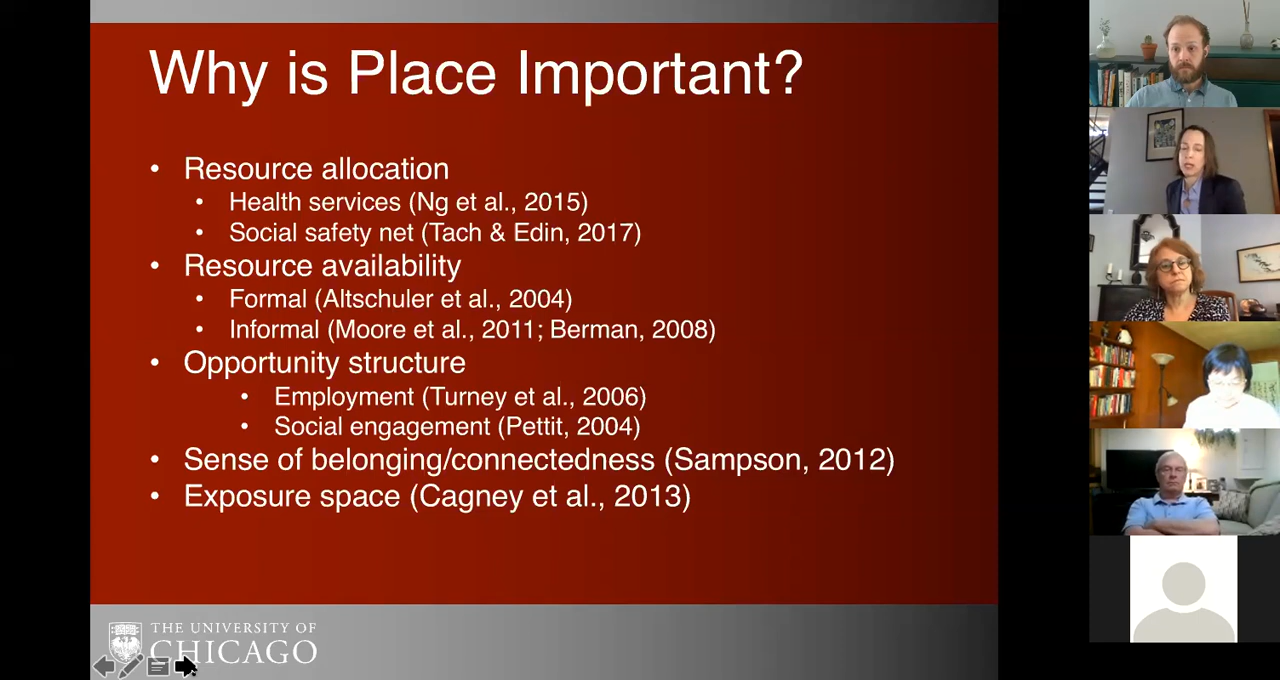 Why is Place Important?
• Resource allocation
• Health services (Ng et al., 2015)
• Social safety net (Tach & Edin, 2017)
• Resource availability
• Formal (Altschuler et al., 2004)
• Informal (Moore et al., 2011; Berman, 2008)
• Opportunity structure
• Employment (Turney et al., 2006)
• Social engagement (Pettit, 2004)
• Sense of belonging/connectedness (Sampson, 2012)
• Exposure space (Cagney et al., 2013)
THE UNIVERSITY OF
CHICAGO